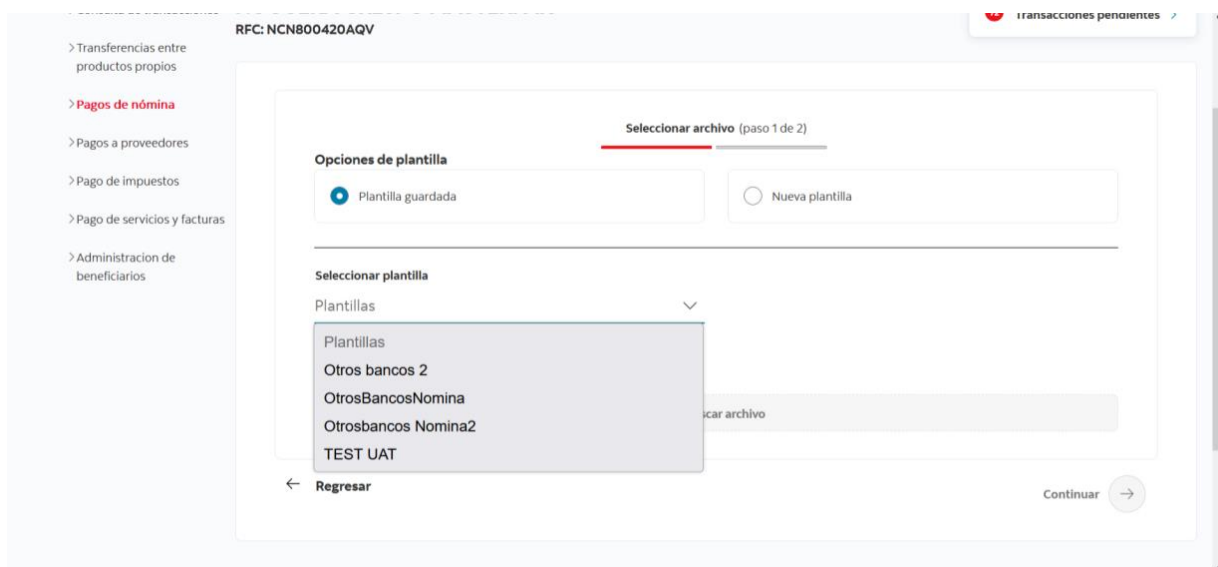 Transacciones pendientes >
RFC: NCN800420AQV
> Transferencias entre
productos propios
> Pagos de nómina
> Pagos a proveedores
> Pago de impuestos
> Pago de servicios y facturas
> Administracion de
beneficiarios
Seleccionar archivo (paso 1 de 2)
Opciones de plantilla
Plantilla guardada
Nueva plantilla
Seleccionar plantilla
Plantillas
Plantillas
Otros bancos 2
OtrosBancosNomina
Otrosbancos Nomina2
TEST UAT
archivo
← Regresar
Continuar →